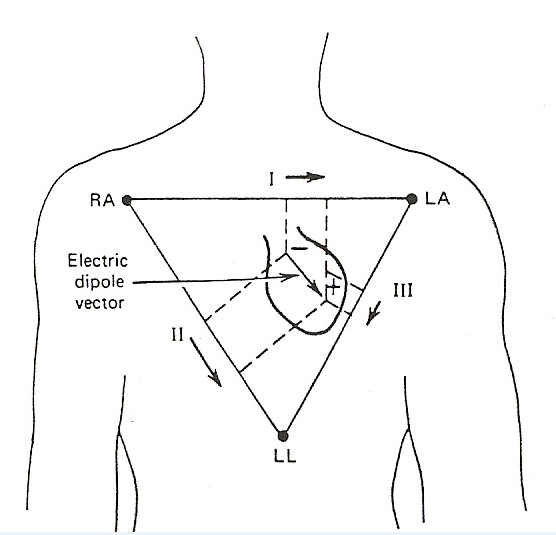 I
RA
LA
−
Electric
dipole
vector
+
III
II
LL